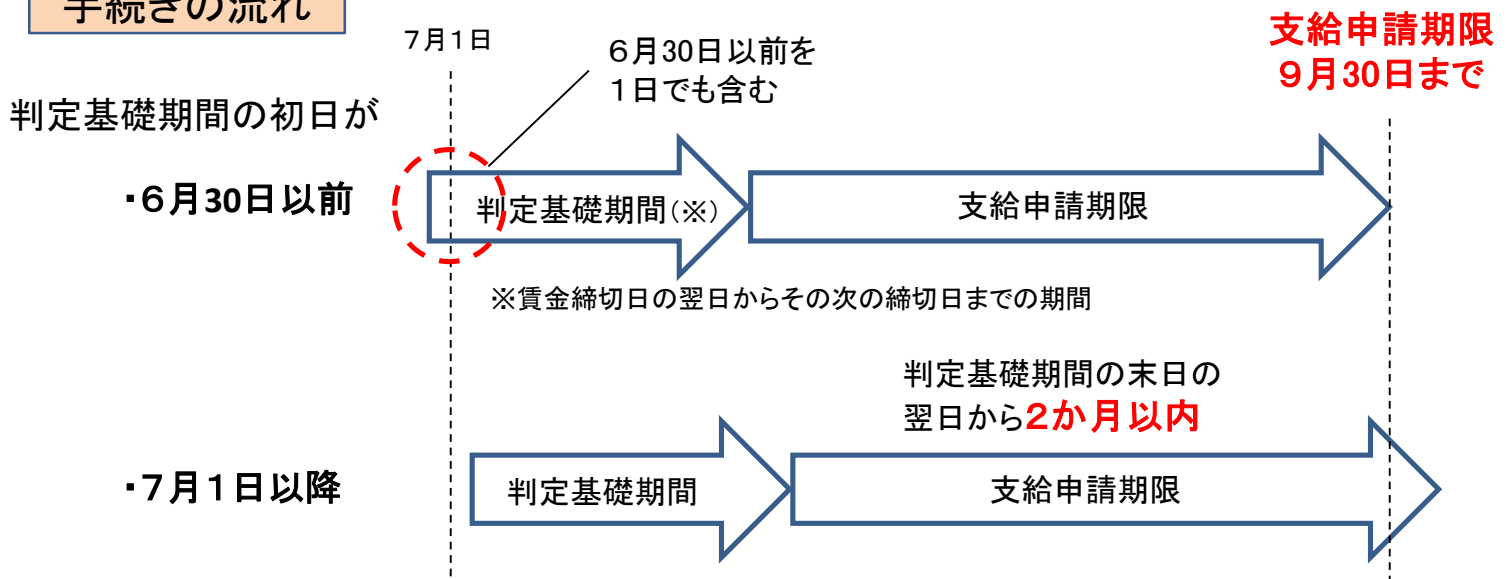 手続きの流れ
7月1日
6月30日以前を
1日でも含む
支給申請期限
9月30日まで
判定基礎期間の初日が
・6月30日以前
判定基礎期間(※)
支給申請期限
※賃金締切日の翌日からその次の締切日までの期間
判定基礎期間の末日の
翌日から2か月以内
・7月1日以降
判定基礎期間
支給申請期限